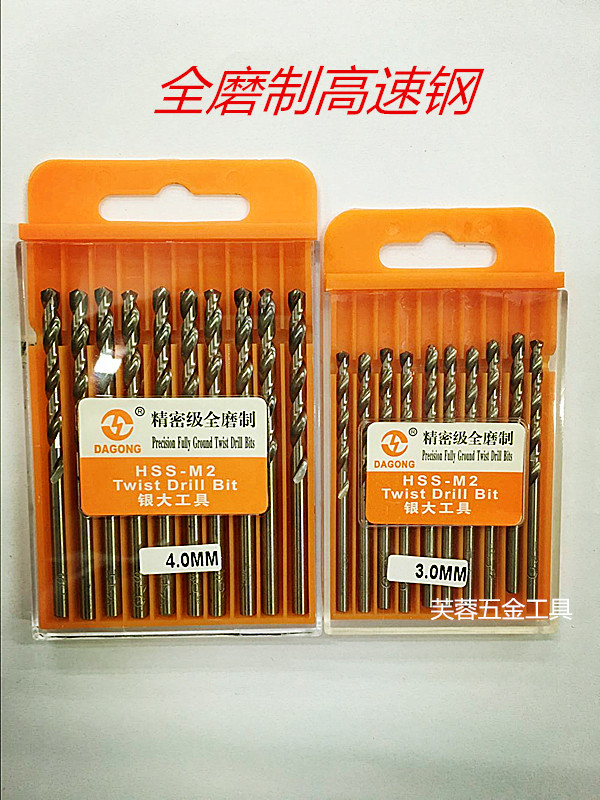 全磨制高速钢
DAGONG
®
精密级全磨制
Precision Fully Ground Twist Drill Bits
HSS-M2
Twist Drill Bit
银大工具
4.0MM
DAGONG
®
精密级全磨制
Precision Fully Ground Twist Drill Bits
HSS-M2
Twist Drill Bit
银大工具
3.0MM
芙蓉五金工具